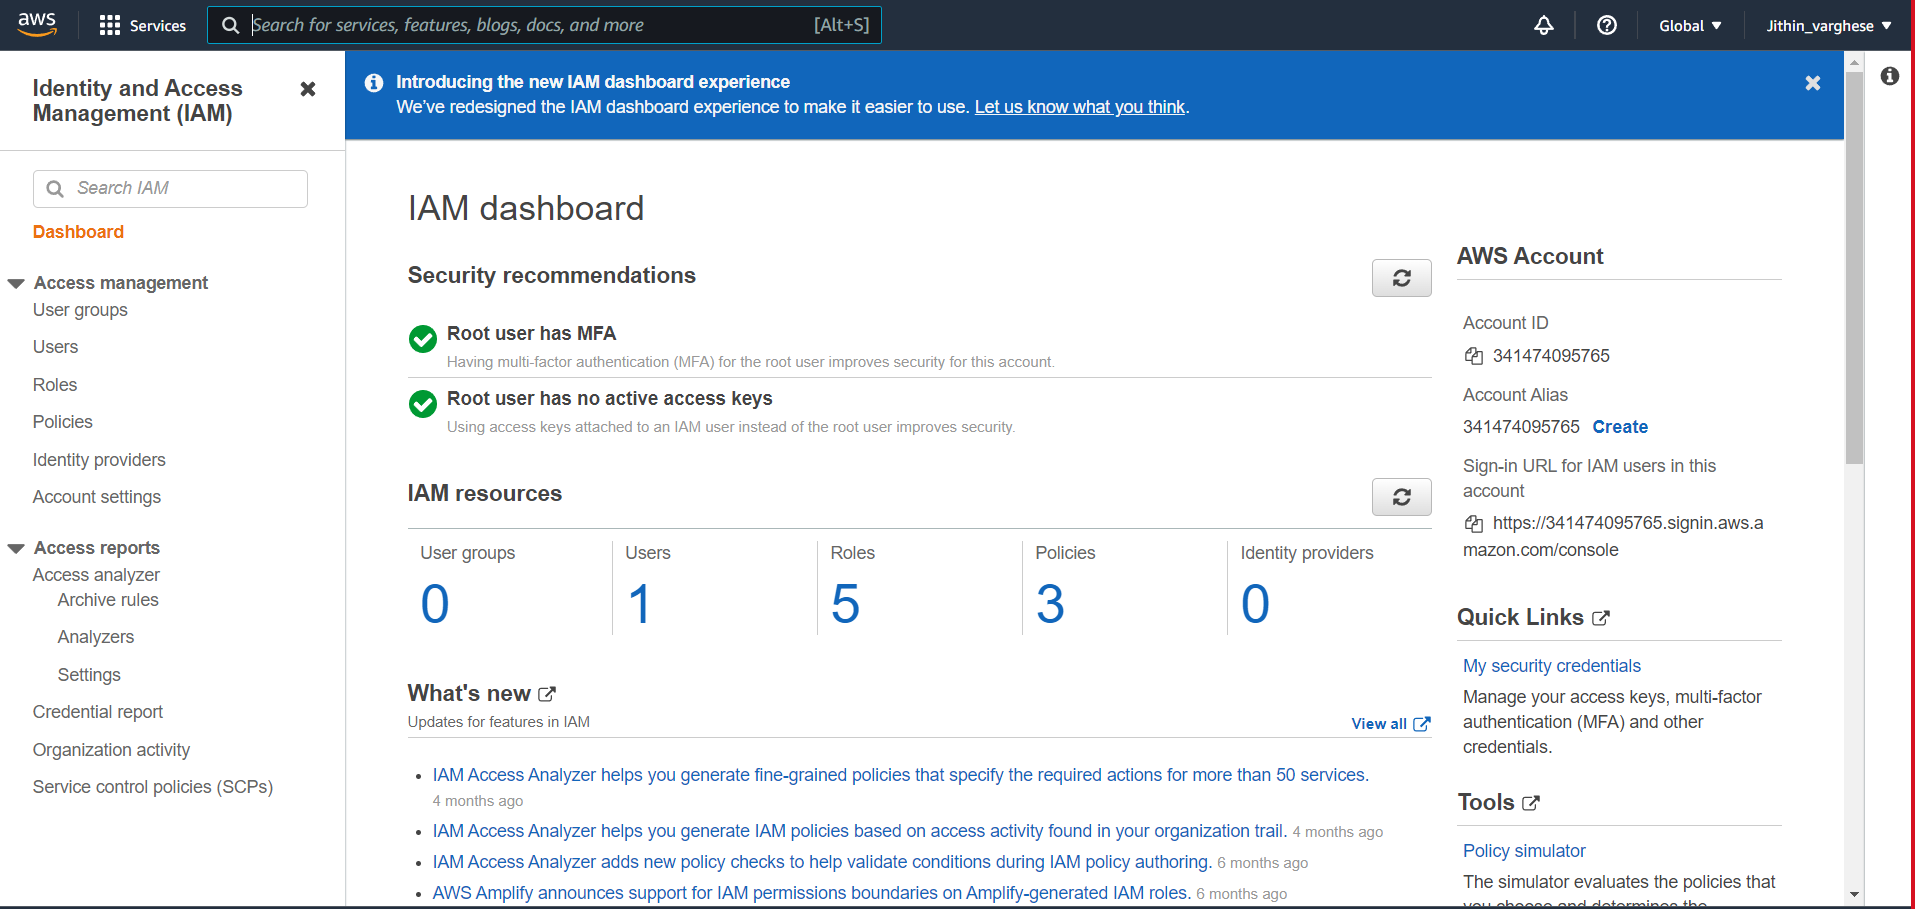 aws
Services
Search for services, features, blogs, docs, and more
[Alt+S]
Global
Jithin_varghese
Identity and Access
Management (IAM)
Search IAM
Dashboard
Access management
User groups
Users
Roles
Policies
Identity providers
Account settings
Access reports
Access analyzer
Archive rules
Analyzers
Settings
Credential report
Organization activity
Service control policies (SCPs)
Introducing the new IAM dashboard experience
We've redesigned the IAM dashboard experience to make it easier to use. Let us know what you think.
IAM dashboard
Security recommendations
Root user has MFA
Having multi-factor authentication (MFA) for the root user improves security for this account.
Root user has no active access keys
Using access keys attached to an IAM user instead of the root user improves security.
IAM resources
User groups
0
Users
1
Roles
5
Policies
3
Identity providers
0
What's new
Updates for features in IAM
View all
IAM Access Analyzer helps you generate fine-grained policies that specify the required actions for more than 50 services.
4 months ago
IAM Access Analyzer helps you generate IAM policies based on access activity found in your organization trail. 4 months ago
IAM Access Analyzer adds new policy checks to help validate conditions during IAM policy authoring. 6 months ago
AWS Amplify announces support for IAM permissions boundaries on Amplify-generated IAM roles. 6 months ago
AWS Account
Account ID
341474095765
Account Alias
341474095765 Create
Sign-in URL for IAM users in this
account
https://341474095765.signin.aws.a
mazon.com/console
Quick Links
My security credentials
Manage your access keys, multi-factor
authentication (MFA) and other
credentials.
Tools
Policy simulator
The simulator evaluates the policies that
you choose and determines the